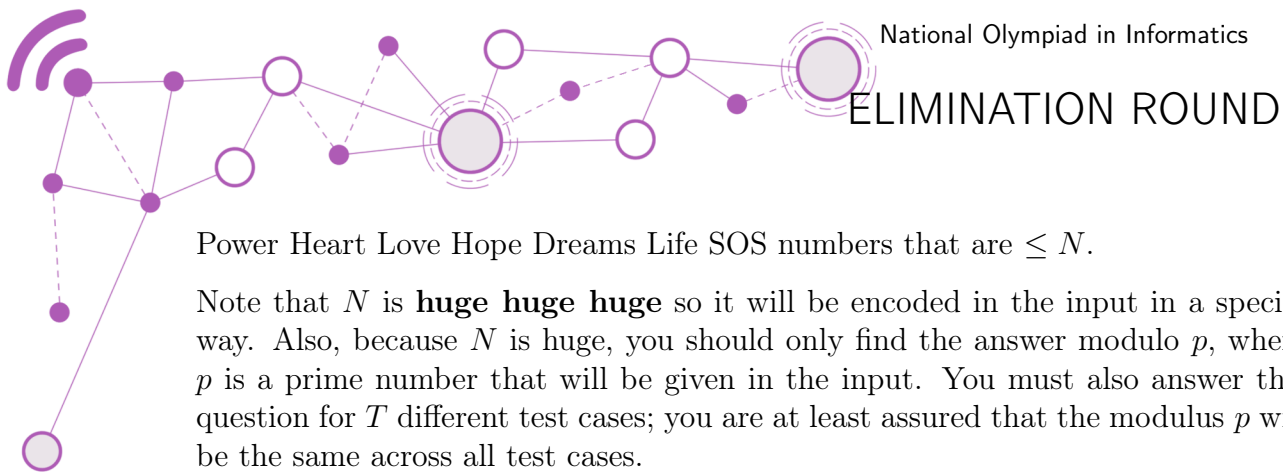 National Olympiad in Informatics
ELIMINATION ROUND
Power Heart Love Hope Dreams Life SOS numbers that are ≤ N.
Note that N is huge huge huge so it will be encoded in the input in a speci
way. Also, because N is huge, you should only find the answer modulo p, whe
p is a prime number that will be given in the input. You must also answer th
question for T different test cases; you are at least assured that the modulus p w
be the same across all test cases.